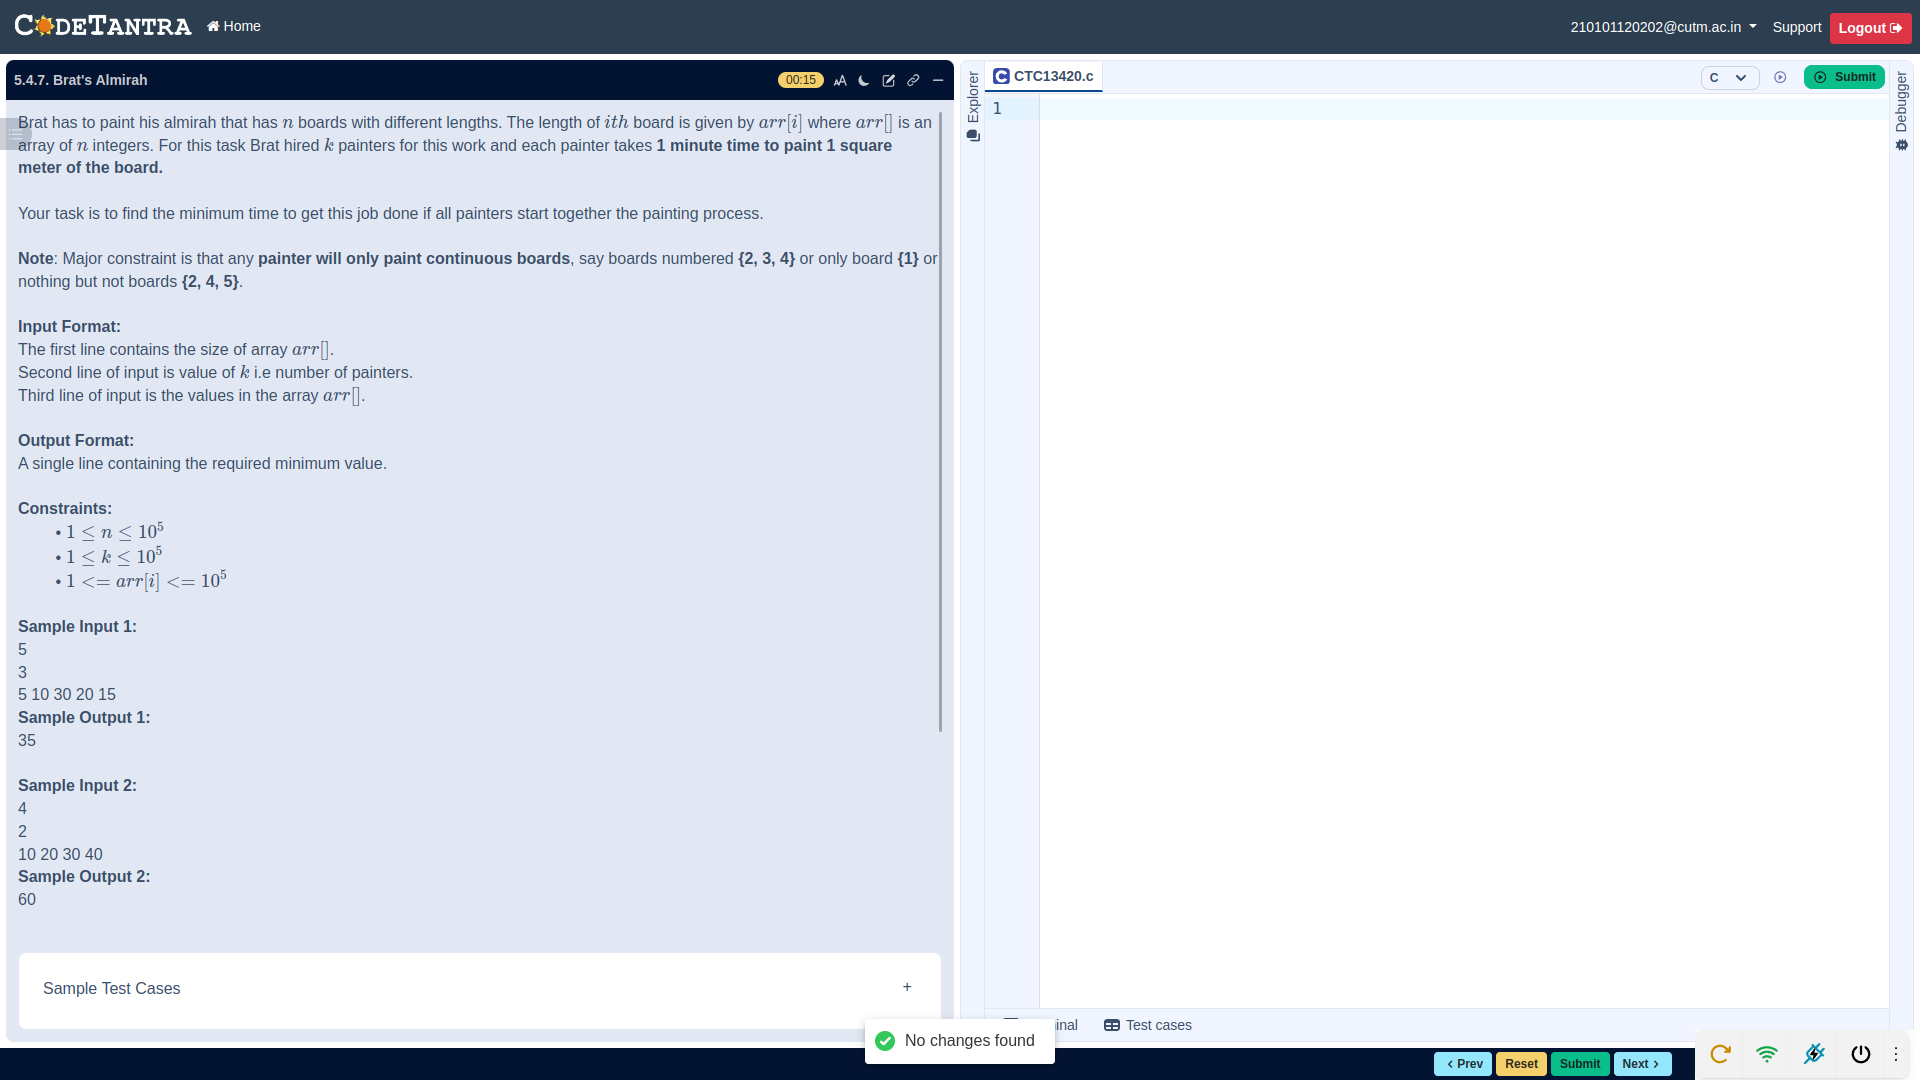 CODETANTRA
Home
210101120202@cutm.ac.in
Support
Logout
5.4.7. Brat's Almirah
00:15
Brat has to paint his almirah that has n boards with different lengths. The length of ith board is given by arr[i] where arr[] is an
array of n integers. For this task Brat hired k painters for this work and each painter takes 1 minute time to paint 1 square
meter of the board.
Your task is to find the minimum time to get this job done if all painters start together the painting process.
Note: Major constraint is that any painter will only paint continuous boards, say boards numbered {2, 3, 4} or only board {1} or
nothing but not boards {2, 4, 5}.
Input Format:
The first line contains the size of array arr[].
Second line of input is value of k i.e number of painters.
Third line of input is the values in the array arr[].
Output Format:
A single line containing the required minimum value.
Constraints:
• 1 ≤ n ≤ 10^5
• 1 ≤ k ≤ 10^5
• 1 <= arr[i] <= 10^5
Sample Input 1:
5
3
5 10 30 20 15
Sample Output 1:
35
Sample Input 2:
4
2
10 20 30 40
Sample Output 2:
60
Sample Test Cases
+
Explorer
CTC13420.c
C
Submit
Debugger
1
inal
Test cases
No changes found
< Prev
Reset
Submit
Next >